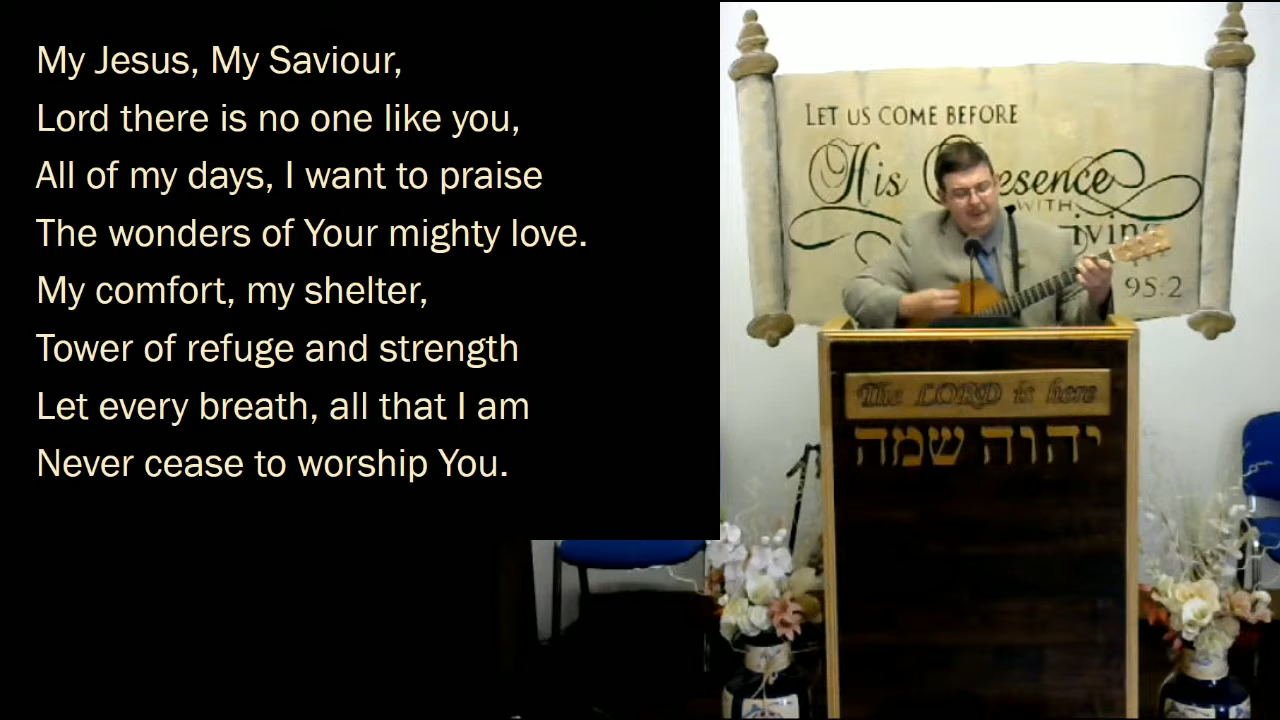 My Jesus, My Saviour,
Lord there is no one like you,
All of my days, I want to praise
The wonders of Your mighty love.
My comfort, my shelter,
Tower of refuge and strength
Let every breath, all that I am
Never cease to worship You.
LET US COME BEFORE
His
WITH
95:2
The LORD is here
יהוה שמה